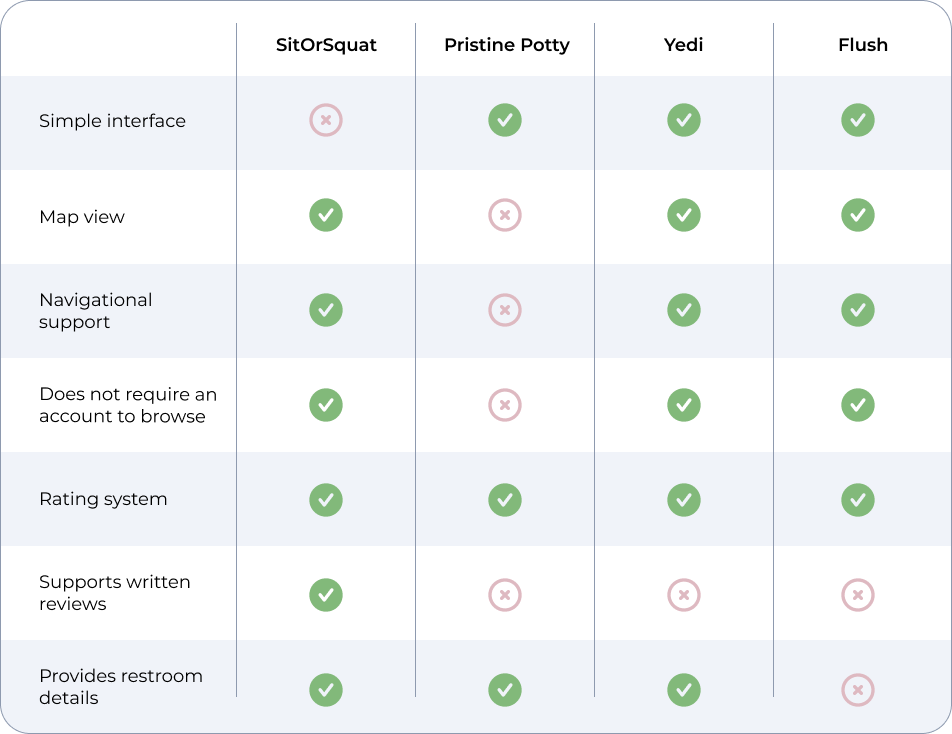 SitOrSquat Pristine Potty Yedi Flush
Simple interface
Map view
Navigational
support
Does not require an
account to browse
Rating system
Supports written
reviews
Provides restroom
details